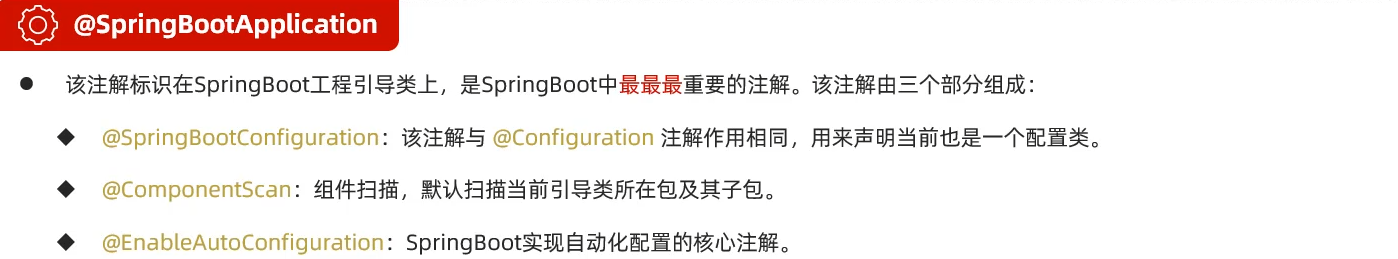 @SpringBootApplication
该注解标识在SpringBoot工程引导类上，是SpringBoot中最最最重要的注解。该注解由三个部分组成：
@SpringBootConfiguration：该注解与 @Configuration 注解作用相同，用来声明当前也是一个配置类。
@ComponentScan：组件扫描，默认扫描当前引导类所在包及其子包。
@EnableAutoConfiguration：SpringBoot实现自动化配置的核心注解。